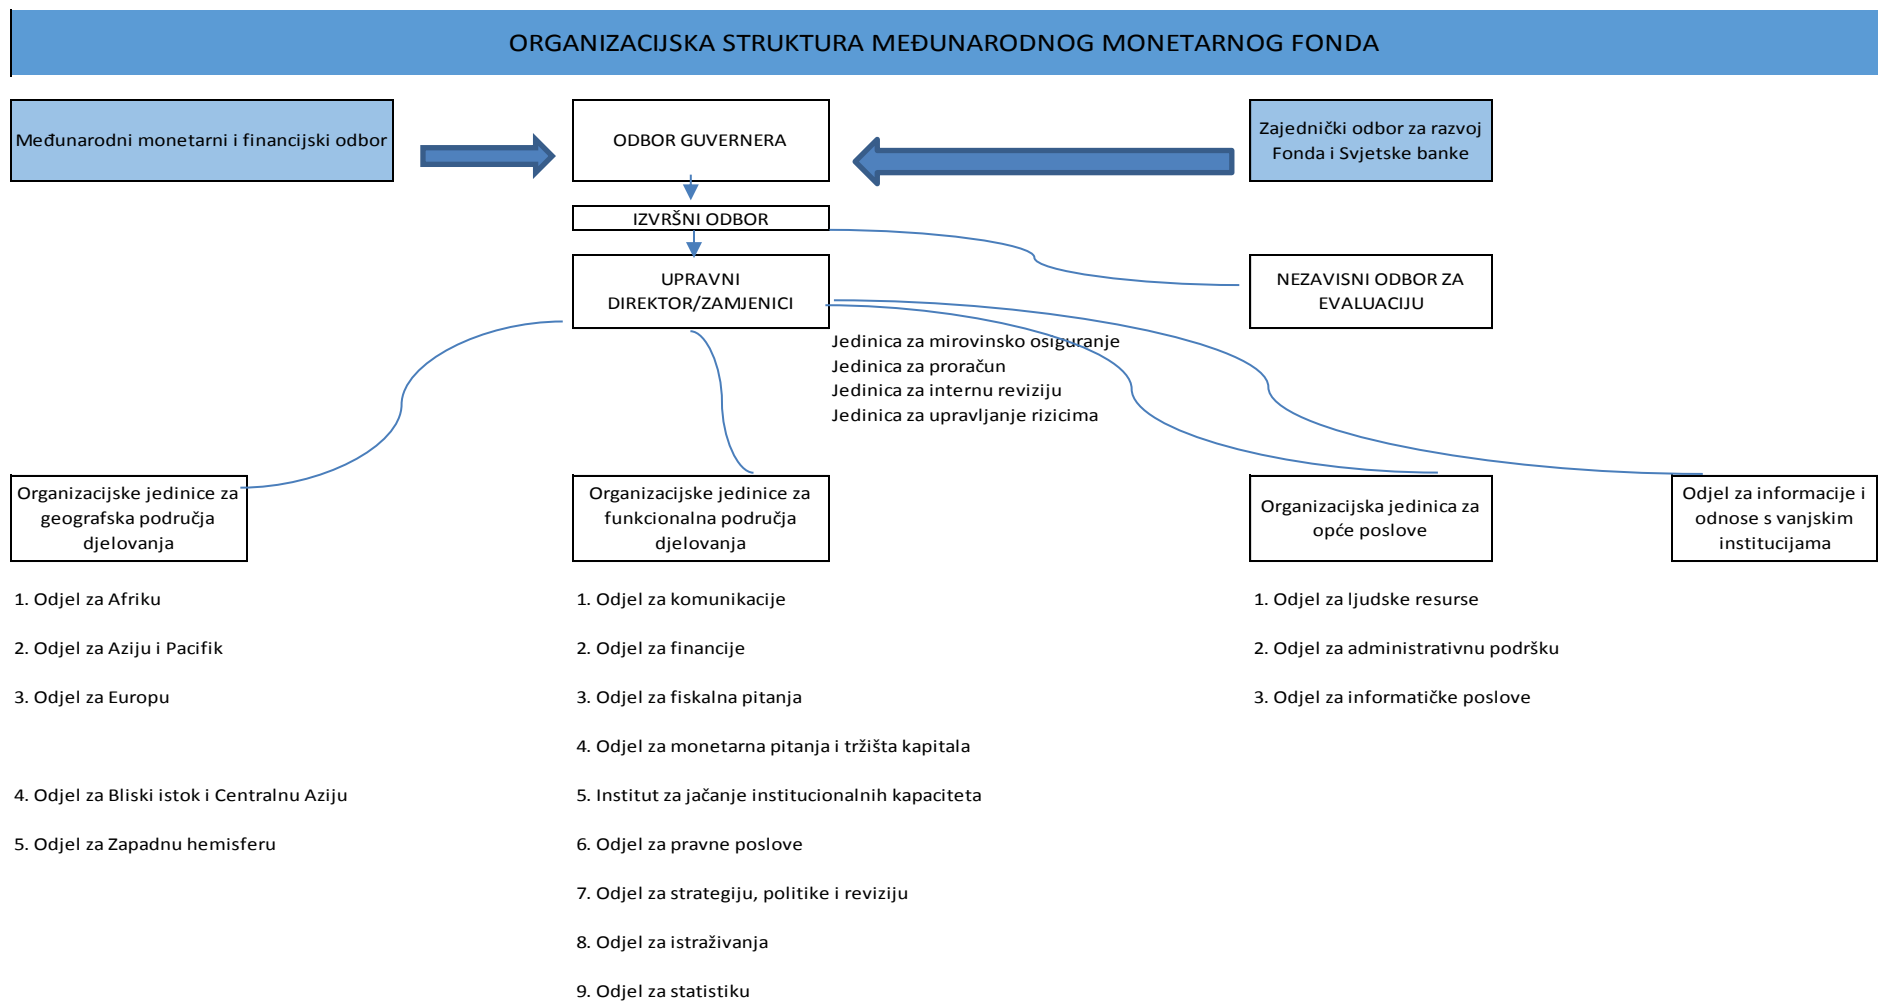 ORGANIZACIJSKA STRUKTURA MEĐUNARODNOG MONETARNOG FONDA
Međunarodni monetarni i financijski odbor
ODBOR GUVERNERA
Zajednički odbor za razvoj
Fonda i Svjetske banke
IZVRŠNI ODBOR
UPRAVNI
DIREKTOR/ZAMJENICI
NEZAVISNI ODBOR ZA
EVALUACIJU
Jedinica za mirovinsko osiguranje
Jedinica za proračun
Jedinica za internu reviziju
Jedinica za upravljanje rizicima
Organizacijske jedinice za
geografska područja
djelovanja
Organizacijske jedinice za
funkcionalna područja
djelovanja
Organizacijska jedinica za
opće poslove
Odjel za informacije i
odnose s vanjskim
institucijama
1. Odjel za Afriku
2. Odjel za Aziju i Pacifik
3. Odjel za Europu
4. Odjel za Bliski istok i Centralnu Aziju
5. Odjel za Zapadnu hemisferu
1. Odjel za komunikacije
2. Odjel za financije
3. Odjel za fiskalna pitanja
4. Odjel za monetarna pitanja i tržišta kapitala
5. Institut za jačanje institucionalnih kapaciteta
6. Odjel za pravne poslove
7. Odjel za strategiju, politike i reviziju
8. Odjel za istraživanja
9. Odjel za statistiku
1. Odjel za ljudske resurse
2. Odjel za administrativnu podršku
3. Odjel za informatičke poslove